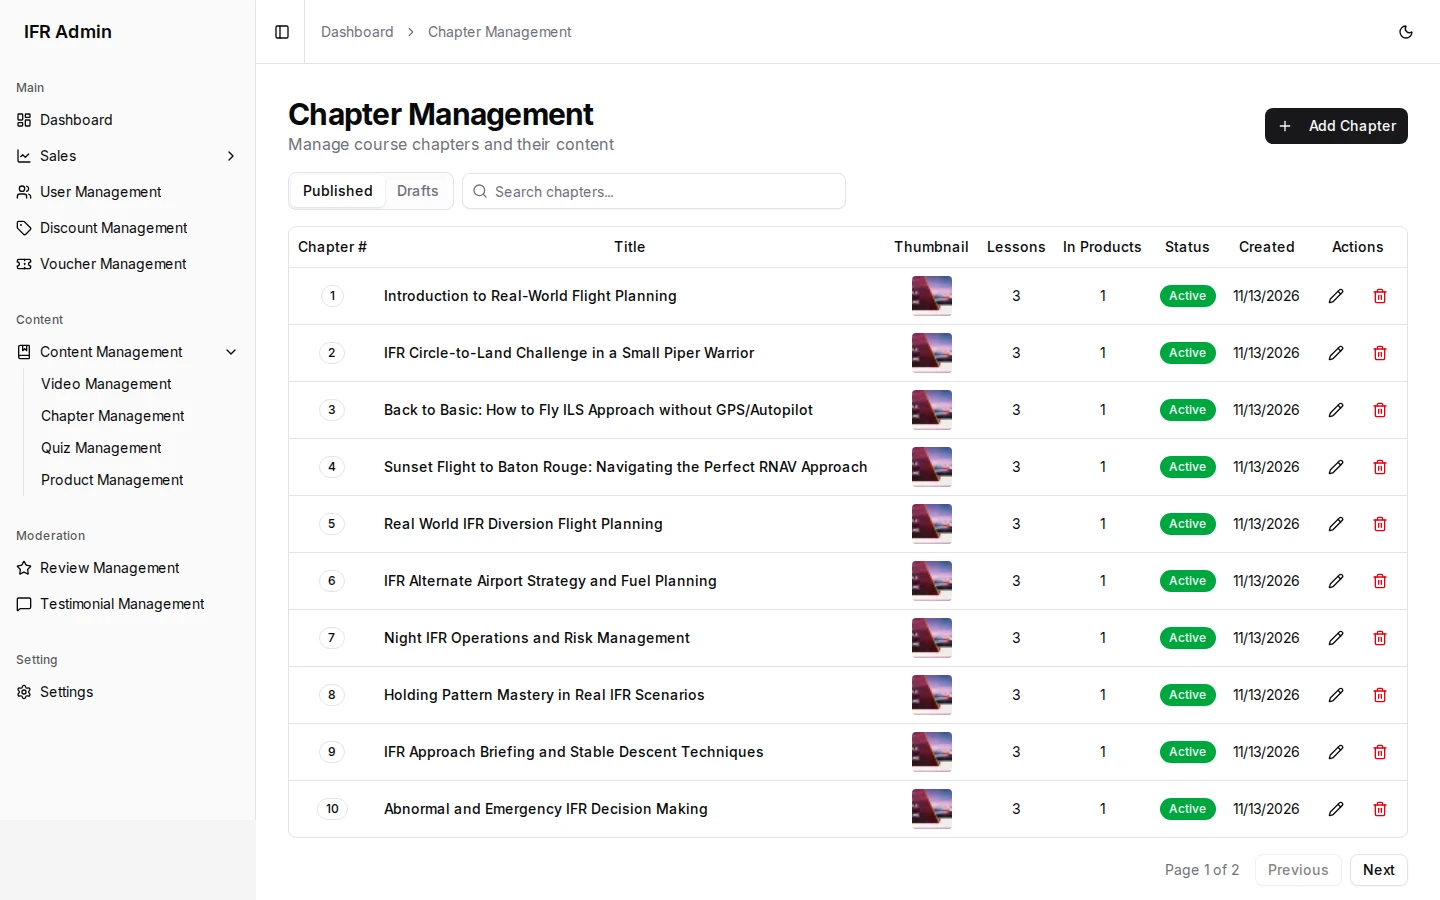 IFR Admin
Main
Dashboard
Sales
User Management
Discount Management
Voucher Management
Content
Content Management
Video Management
Chapter Management
Quiz Management
Product Management
Moderation
Review Management
Testimonial Management
Setting
Settings
Dashboard > Chapter Management
Chapter Management
Manage course chapters and their content
Add Chapter
Published Drafts Search chapters...
Chapter # Title Thumbnail Lessons In Products Status Created Actions
1 Introduction to Real-World Flight Planning 3 1 Active 11/13/2026
2 IFR Circle-to-Land Challenge in a Small Piper Warrior 3 1 Active 11/13/2026
3 Back to Basic: How to Fly ILS Approach without GPS/Autopilot 3 1 Active 11/13/2026
4 Sunset Flight to Baton Rouge: Navigating the Perfect RNAV Approach 3 1 Active 11/13/2026
5 Real World IFR Diversion Flight Planning 3 1 Active 11/13/2026
6 IFR Alternate Airport Strategy and Fuel Planning 3 1 Active 11/13/2026
7 Night IFR Operations and Risk Management 3 1 Active 11/13/2026
8 Holding Pattern Mastery in Real IFR Scenarios 3 1 Active 11/13/2026
9 IFR Approach Briefing and Stable Descent Techniques 3 1 Active 11/13/2026
10 Abnormal and Emergency IFR Decision Making 3 1 Active 11/13/2026
Page 1 of 2 Previous Next